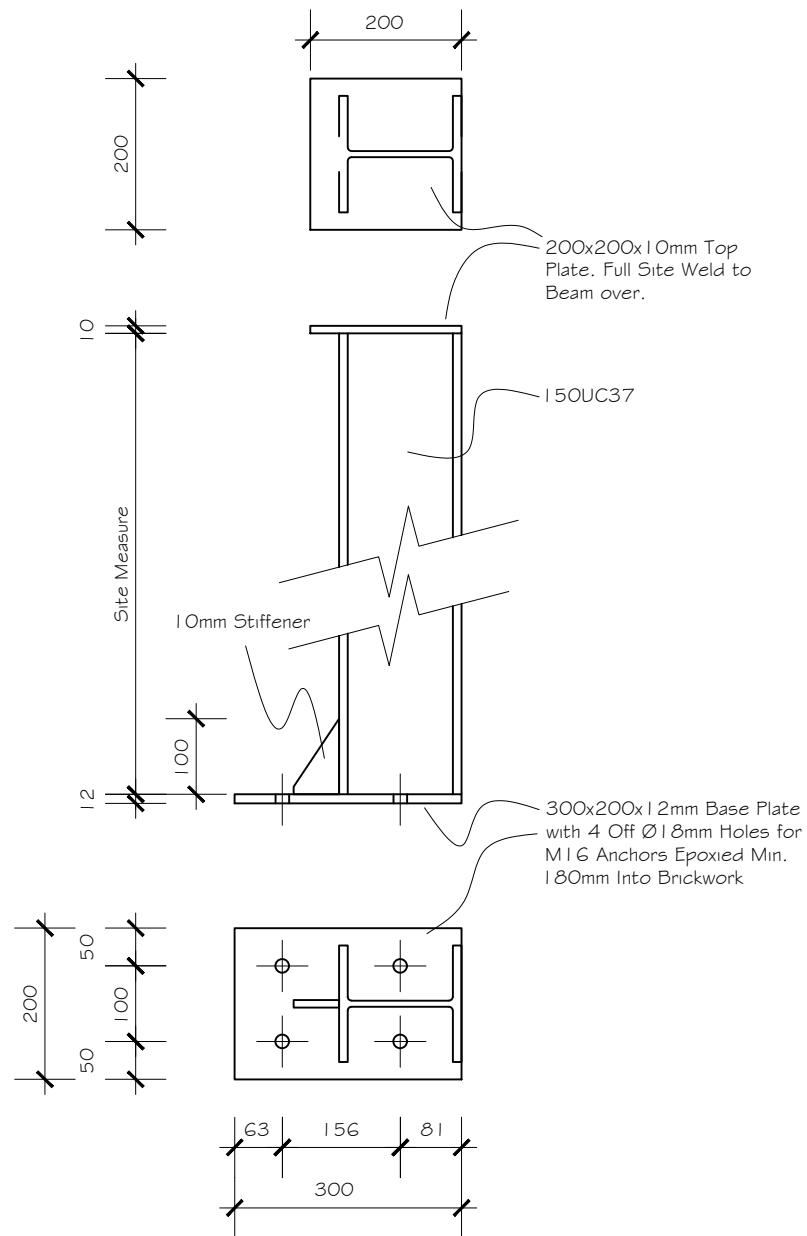 200
200
200x200x10mm Top
Plate. Full Site Weld to
Beam over.
10
150UC37
Site Measure
10mm Stiffener
100
12
300x200x12mm Base Plate
with 4 Off Ø18mm Holes for
M16 Anchors Epoxied Min.
180mm Into Brickwork
50
200
100
50
63
156
81
300